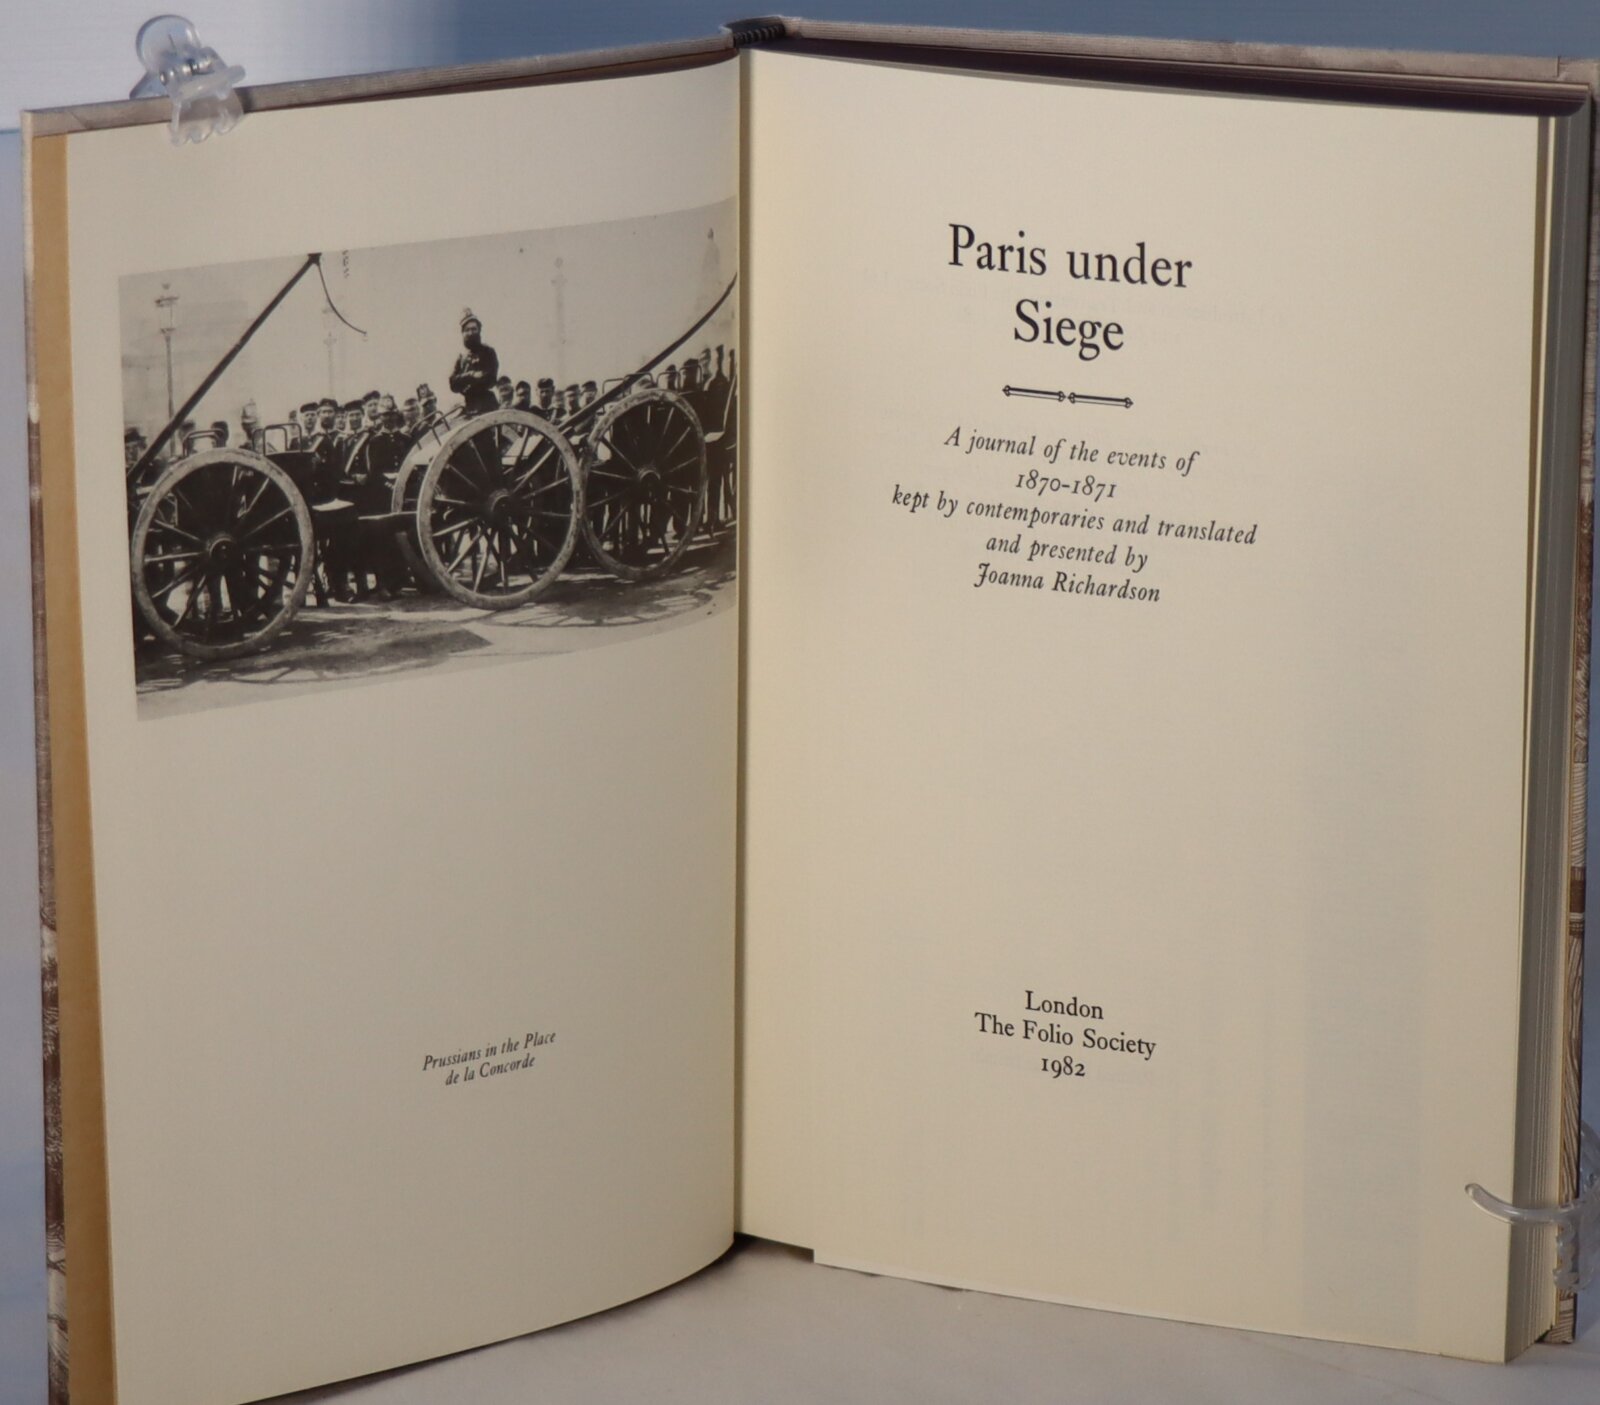 Prussians in the Place
de la Concorde
Paris under
Siege
A journal of the events of
1870-1871
kept by contemporaries and translated
and presented by
Joanna Richardson
London
The Folio Society
1982